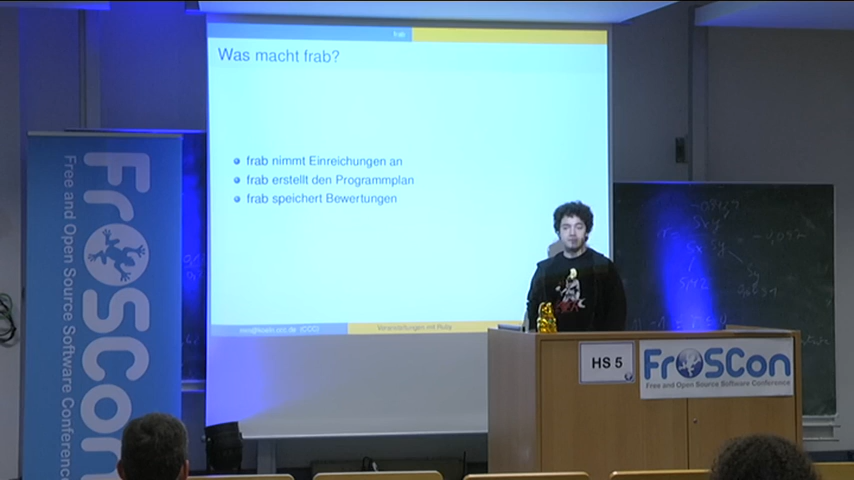 frab
Was macht frab?
frab nimmt Einreichungen an
frab erstellt den Programmplan
frab speichert Bewertungen
Veranstaltungen mit Ruby
FrOSCon
Free and Open Source Software Conference
HS 5
FrOSCon
Free and Open Source Software Conference